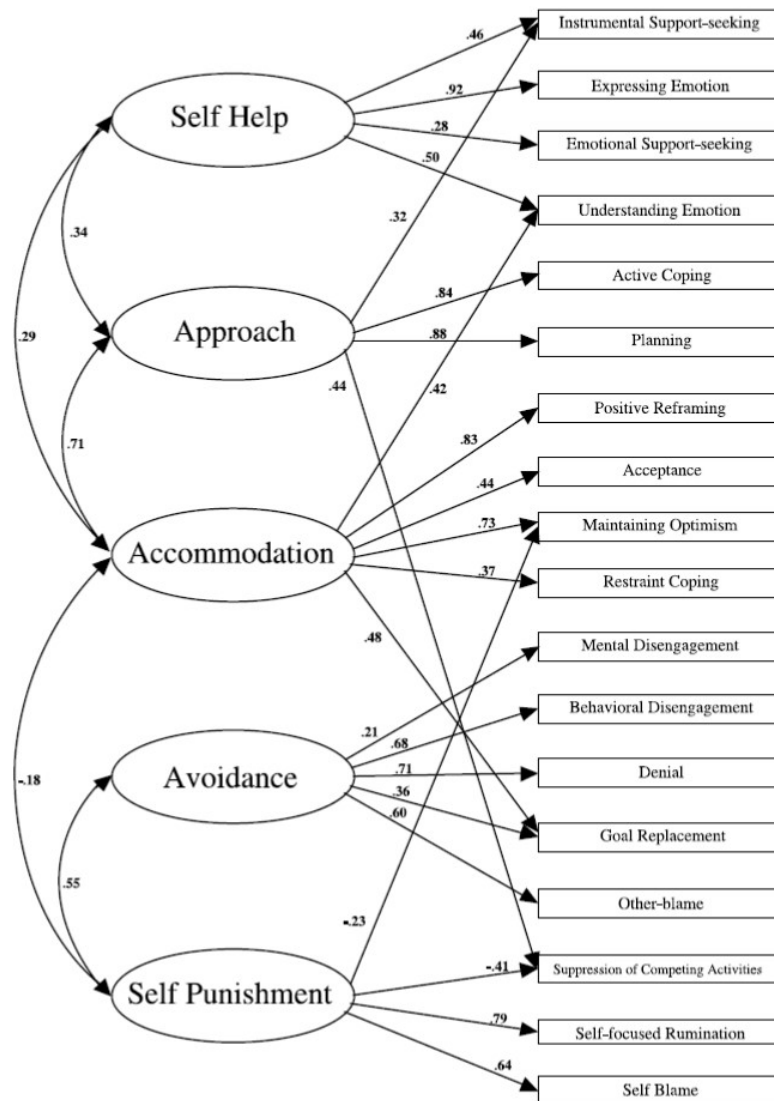 Instrumental Support-seeking
.46
.92
Expressing Emotion
Self Help
.28
Emotional Support-seeking
.50
.32
Understanding Emotion
.34
Active Coping
.84
Approach
.88
Planning
.29
.44
.42
Positive Reframing
.71
.83
.44
Acceptance
.73
Maintaining Optimism
Accommodation
.37
Restraint Coping
.48
Mental Disengagement
.21
.68
Behavioral Disengagement
Avoidance
.71
Denial
-.18
.36
.60
Goal Replacement
.55
Other-blame
-.23
-.41
Suppression of Competing Activities
Self Punishment
.79
Self-focused Rumination
.64
Self Blame